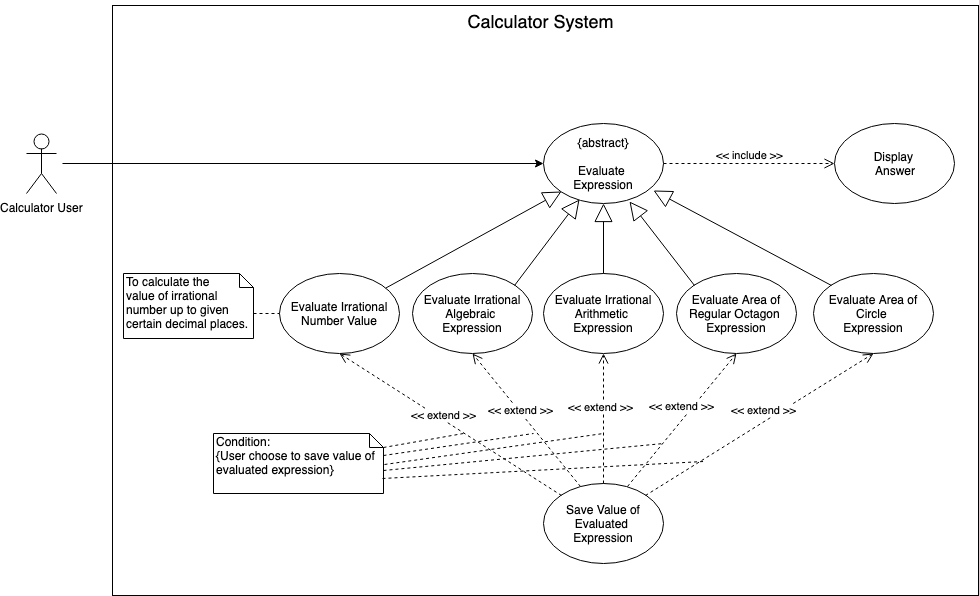 Calculator System
{abstract}
Evaluate
Expression
<< include >>
Display
Answer
Calculator User
To calculate the
value of irrational
number up to given
certain decimal places.
Evaluate Irrational
Number Value
Evaluate Irrational
Algebraic
Expression
Evaluate Irrational
Arithmetic
Expression
Evaluate Area of
Regular Octagon
Expression
Evaluate Area of
Circle
Expression
<< extend >>
<< extend >>
<< extend >>
<< extend >>
<< extend >>
Condition:
{User choose to save value of
evaluated expression}
Save Value of
Evaluated
Expression